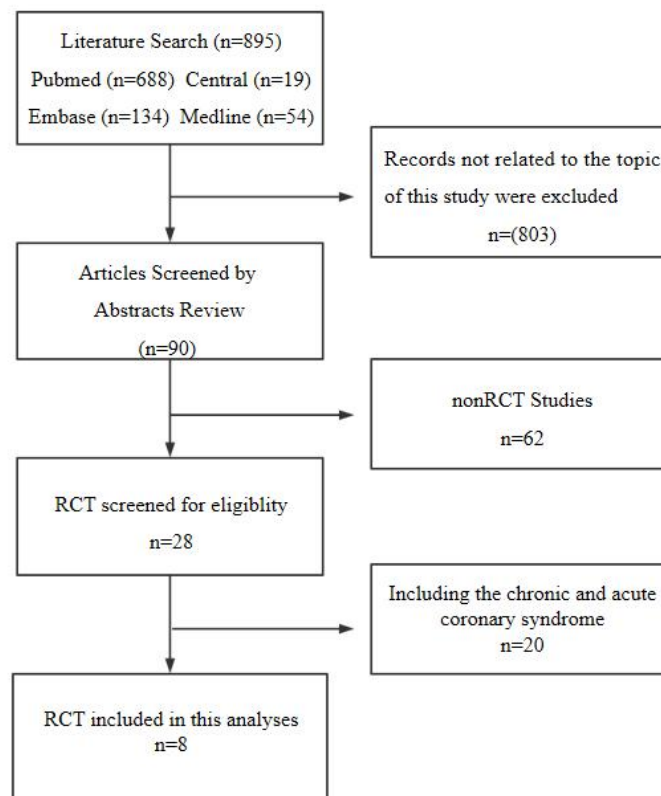 Literature Search (n=895)
Pubmed (n=688) Central (n=19)
Embase (n=134) Medline (n=54)
Records not related to the topic
of this study were excluded
n=(803)
Articles Screened by
Abstracts Review
(n=90)
nonRCT Studies
n=62
RCT screened for eligiblity
n=28
Including the chronic and acute
coronary syndrome
n=20
RCT included in this analyses
n=8